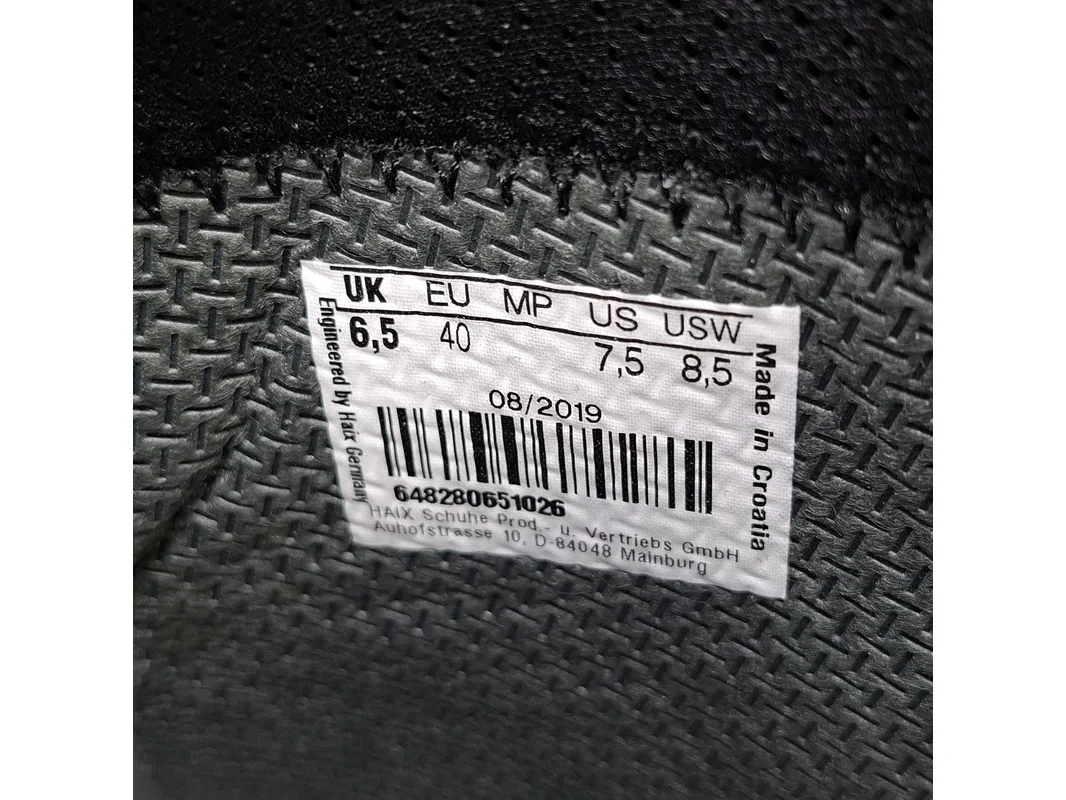 UK EU MP US USW
6,5 40 7,5 8,5
08/2019
648280651026
HAIX Schuhe Prod.- u. Vertriebs GmbH
Auhofstrasse 10, D-84048 Mainburg
Engineered by Haix Germany
Made in Croatia